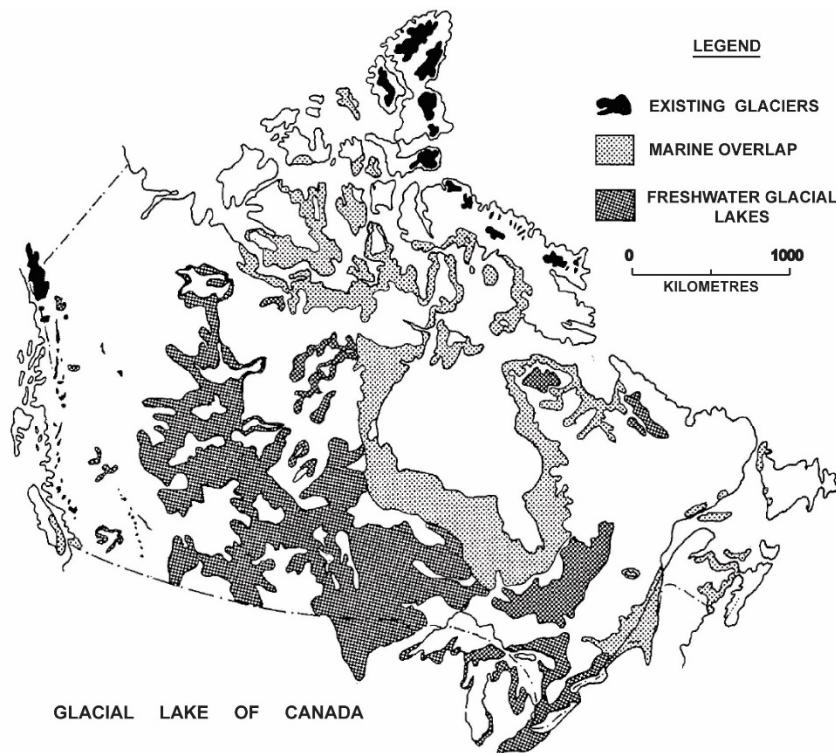 LEGEND
EXISTING GLACIERS
MARINE OVERLAP
FRESHWATER GLACIAL
LAKES
0 1000
KILOMETRES
GLACIAL LAKE OF CANADA